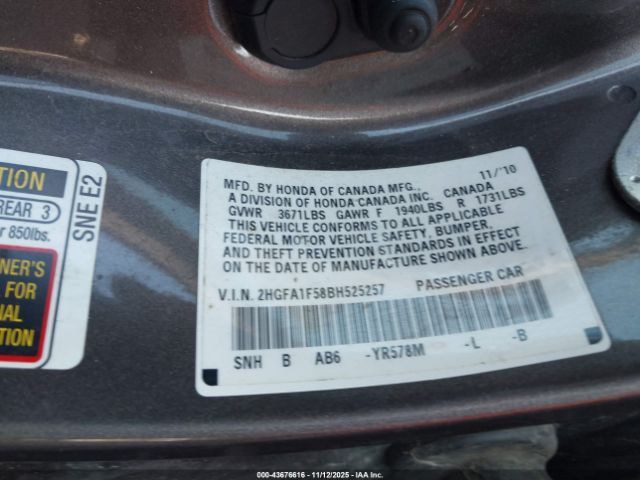 TION
REAR 3
r 850lbs.
NER'S
FOR
IAL
TION
SNE E2
MFD. BY HONDA OF CANADA MFG., 11/'10
A DIVISION OF HONDA CANADA INC. CANADA
GVWR 3671LBS GAWR F 1940LBS R 1731LBS
THIS VEHICLE CONFORMS TO ALL APPLICABLE
FEDERAL MOTOR VEHICLE SAFETY, BUMPER,
AND THEFT PREVENTION STANDARDS IN EFFECT
ON THE DATE OF MANUFACTURE SHOWN ABOVE.
V.I.N. 2HGFA1F58BH525257 PASSENGER CAR
SNH B AB6 -YR578M -L -B
000-43676616 - 11/12/2025 - IAA Inc.